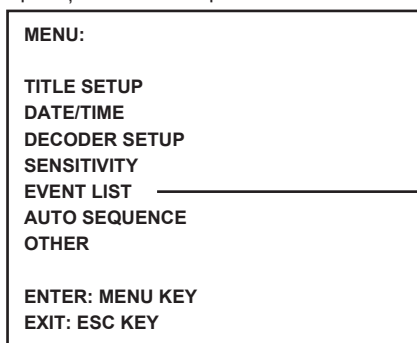 MENU:
TITLE SETUP
DATE/TIME
DECODER SETUP
SENSITIVITY
EVENT LIST
AUTO SEQUENCE
OTHER
ENTER: MENU KEY
EXIT: ESC KEY